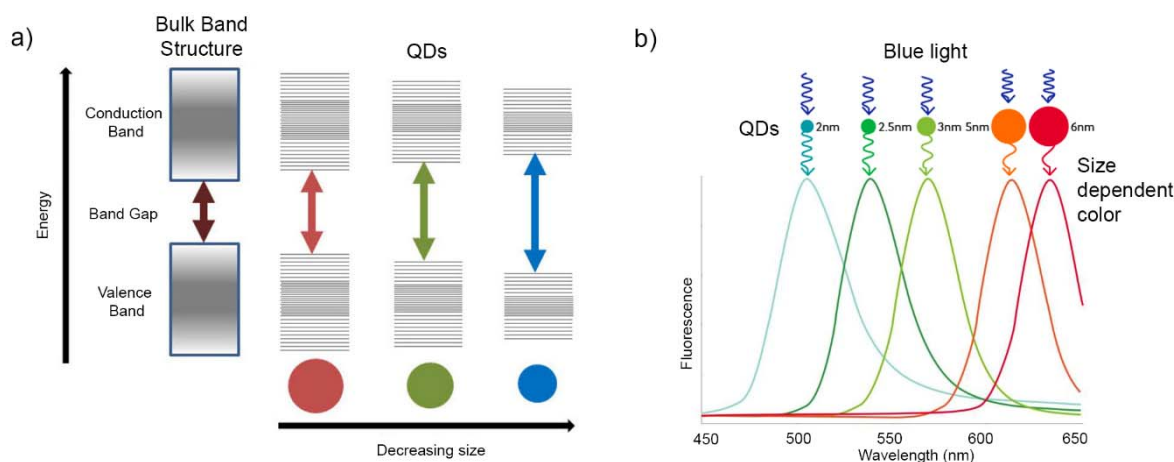 a)
Bulk Band
Structure
QDs
Energy
Conduction
Band
Band Gap
Valence
Band
Decreasing size
b)
Blue light
QDs
2nm
2.5nm
3nm
5nm
6nm
Size
dependent
color
Fluorescence
450
500
550
600
650
Wavelength (nm)